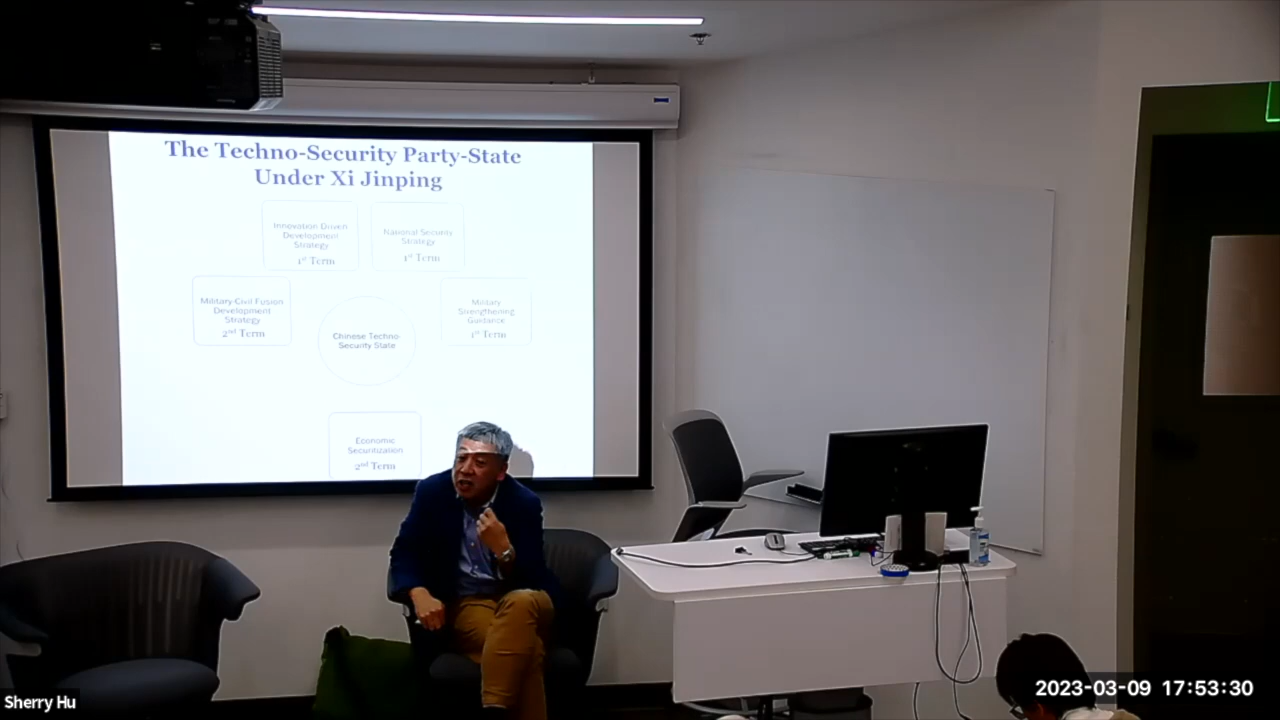 The Techno-Security Party-State
Under Xi Jinping
Innovation Driven
Development
Strategy
1st Term
National Security
Strategy
1st Term
Military-Civil Fusion
Development
Strategy
2nd Term
Chinese Techno-
Security State
Military
Strengthening
Guidance
1st Term
Economic
Securitization
2nd Term
Sherry Hu
2023-03-09 17:53:30